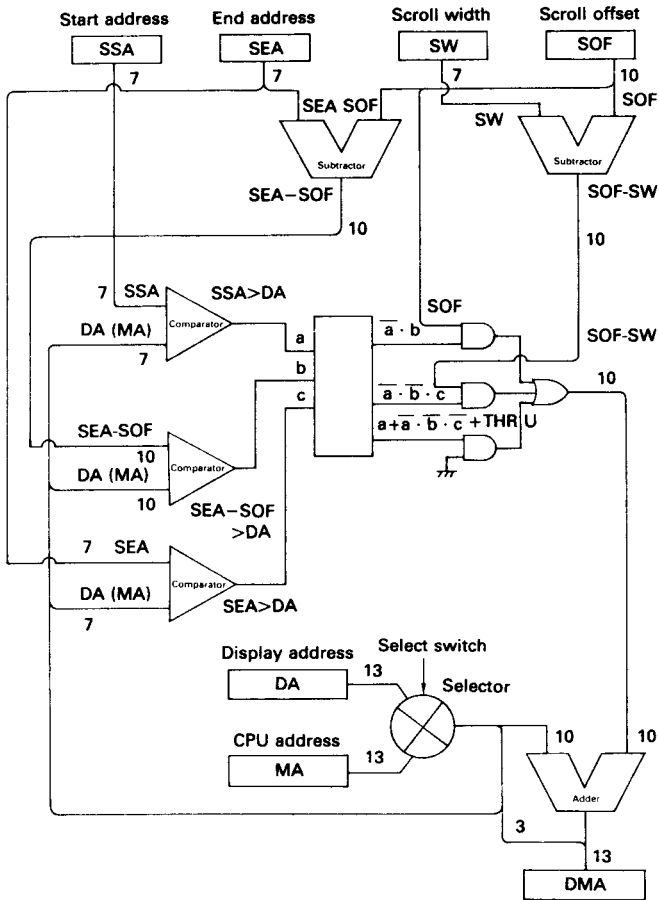 Start address
End address
Scroll width
Scroll offset
SSA
SEA
SW
SOF
7
7
7
10
SEA
SOF
SW
SOF
Subtractor
Subtractor
SEA−SOF
SOF-SW
10
10
7
SSA
SSA>DA
DA (MA)
7
Comparator
SOF
a
b
c
a̅ · b
a̅ · b̅ · c
a+a̅ · b̅ · c̅ +THRU
SOF-SW
10
SEA-SOF
10
DA (MA)
10
Comparator
SEA−SOF
>DA
7
SEA
DA (MA)
7
Comparator
SEA>DA
Display address
Select switch
DA
13
Selector
CPU address
MA
13
10
10
Adder
3
13
DMA